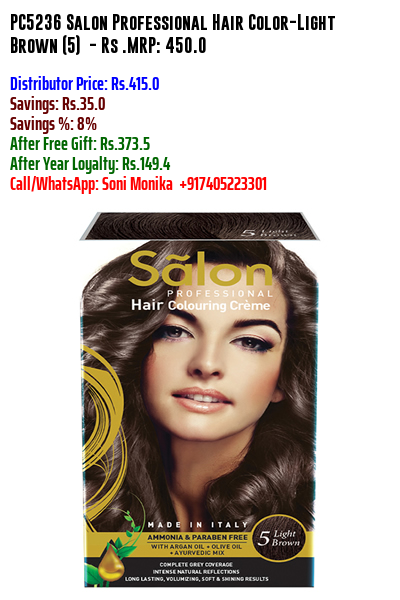 PC5236 Salon Professional Hair Color-Light
Brown (5) - Rs .MRP: 450.0
Distributor Price: Rs.415.0
Savings: Rs.35.0
Savings %: 8%
After Free Gift: Rs.373.5
After Year Loyalty: Rs.149.4
Call/WhatsApp: Soni Monika +917405223301
5 Light
Brown
Sãlon
PROFESSIONAL
Hair Colouring Crème
MADE IN ITALY
AMMONIA & PARABEN FREE
WITH ARGAN OIL • OLIVE OIL
• AYURVEDIC MIX
5 Light
Brown
COMPLETE GREY COVERAGE
INTENSE NATURAL REFLECTIONS
LONG LASTING, VOLUMIZING, SOFT & SHINING RESULTS